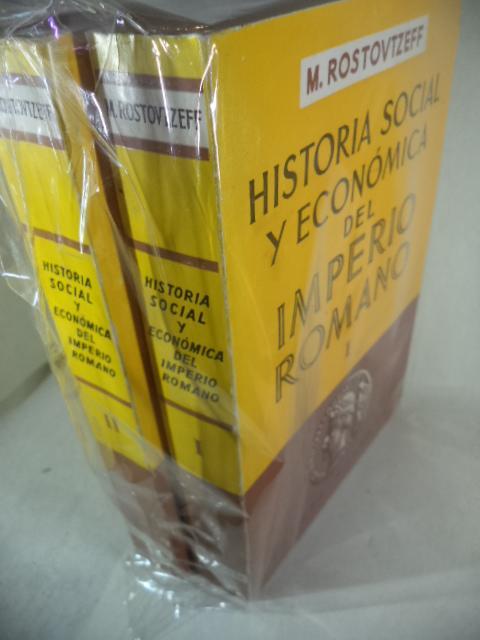 M. ROSTOVTZEFF
HISTORIA SOCIAL
Y ECONÓMICA
DEL
IMPERIO
ROMANO
I
M. ROSTOVTZEFF
HISTORIA
SOCIAL
Y
ECONÓMICA
DEL
IMPERIO
ROMANO
I
ROSTOVTZEFF
HISTORIA
SOCIAL
Y
ECONÓMICA
DEL
IMPERIO
ROMANO
II